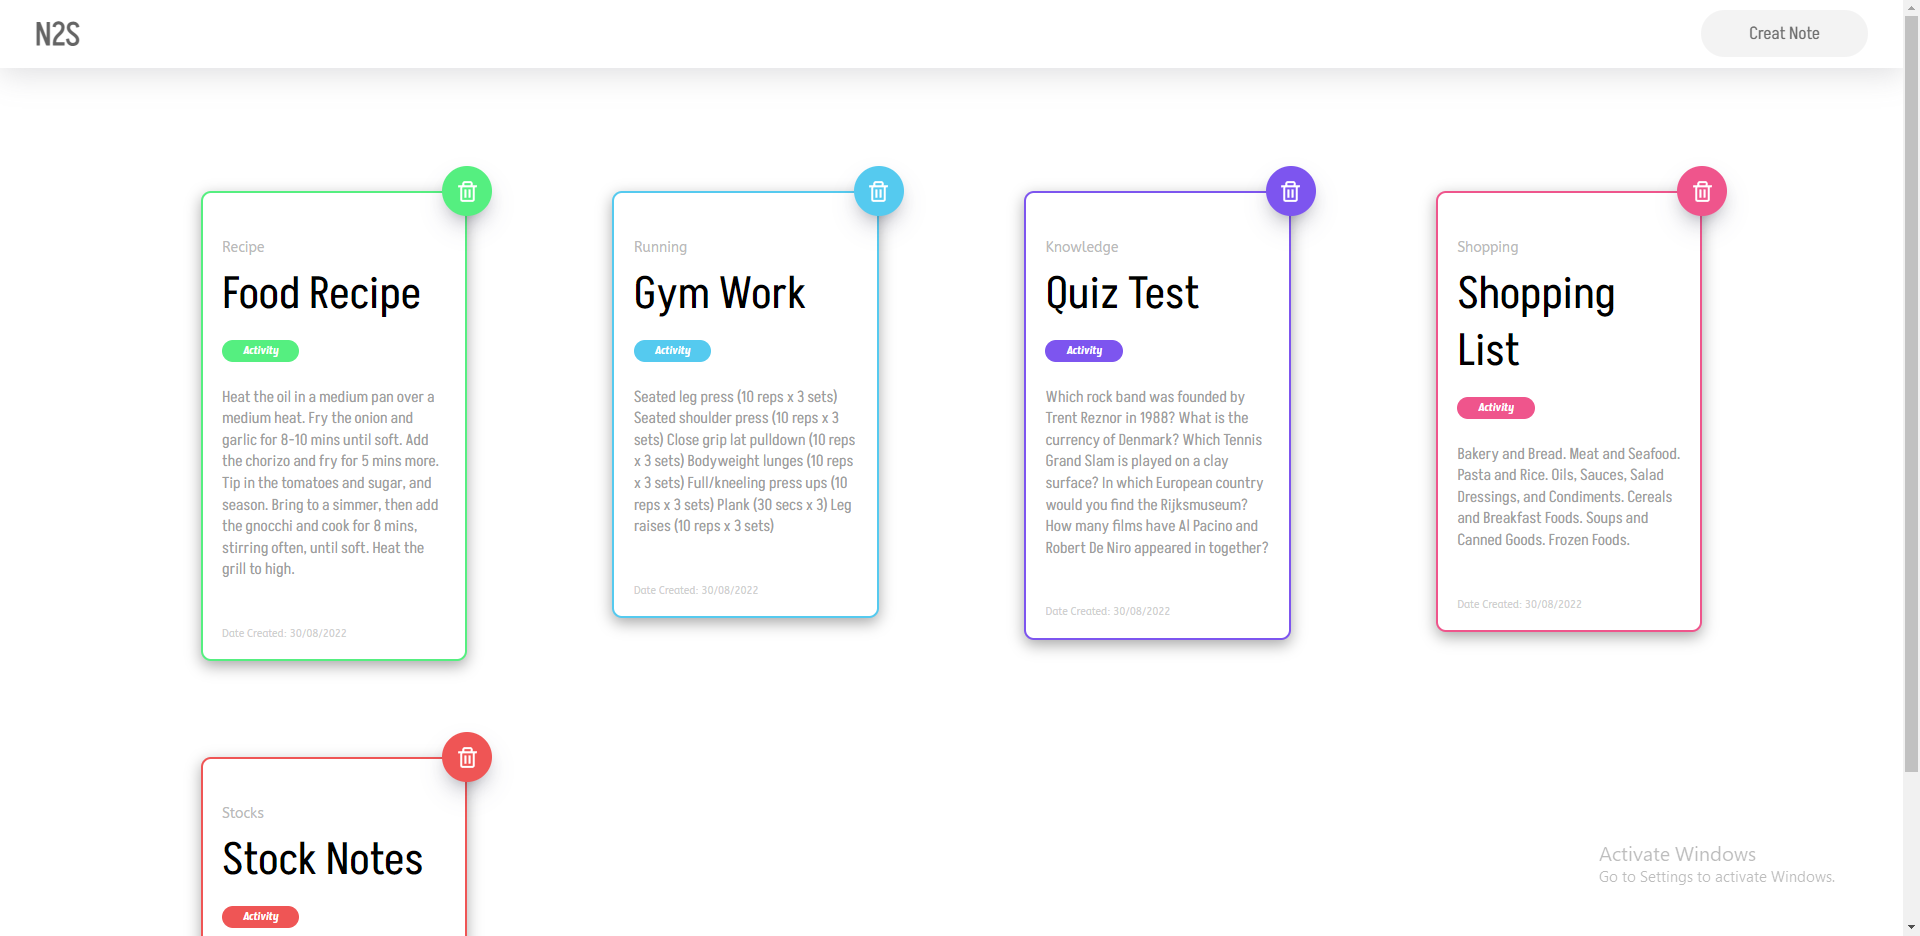 N2S
Creat Note
Recipe
Food Recipe
Activity
Heat the oil in a medium pan over a
medium heat. Fry the onion and
garlic for 8-10 mins until soft. Add
the chorizo and fry for 5 mins more.
Tip in the tomatoes and sugar, and
season. Bring to a simmer, then add
the gnocchi and cook for 8 mins,
stirring often, until soft. Heat the
grill to high.
Date Created: 30/08/2022
Running
Gym Work
Activity
Seated leg press (10 reps x 3 sets)
Seated shoulder press (10 reps x 3
sets) Close grip lat pulldown (10 reps
x 3 sets) Bodyweight lunges (10 reps
x 3 sets) Full/kneeling press ups (10
reps x 3 sets) Plank (30 secs x 3) Leg
raises (10 reps x 3 sets)
Date Created: 30/08/2022
Knowledge
Quiz Test
Activity
Which rock band was founded by
Trent Reznor in 1988? What is the
currency of Denmark? Which Tennis
Grand Slam is played on a clay
surface? In which European country
would you find the Rijksmuseum?
How many films have Al Pacino and
Robert De Niro appeared in together?
Date Created: 30/08/2022
Shopping
Shopping
List
Activity
Bakery and Bread. Meat and Seafood.
Pasta and Rice. Oils, Sauces, Salad
Dressings, and Condiments. Cereals
and Breakfast Foods. Soups and
Canned Goods. Frozen Foods.
Date Created: 30/08/2022
Stocks
Stock Notes
Activity
Activate Windows
Go to Settings to activate Windows.